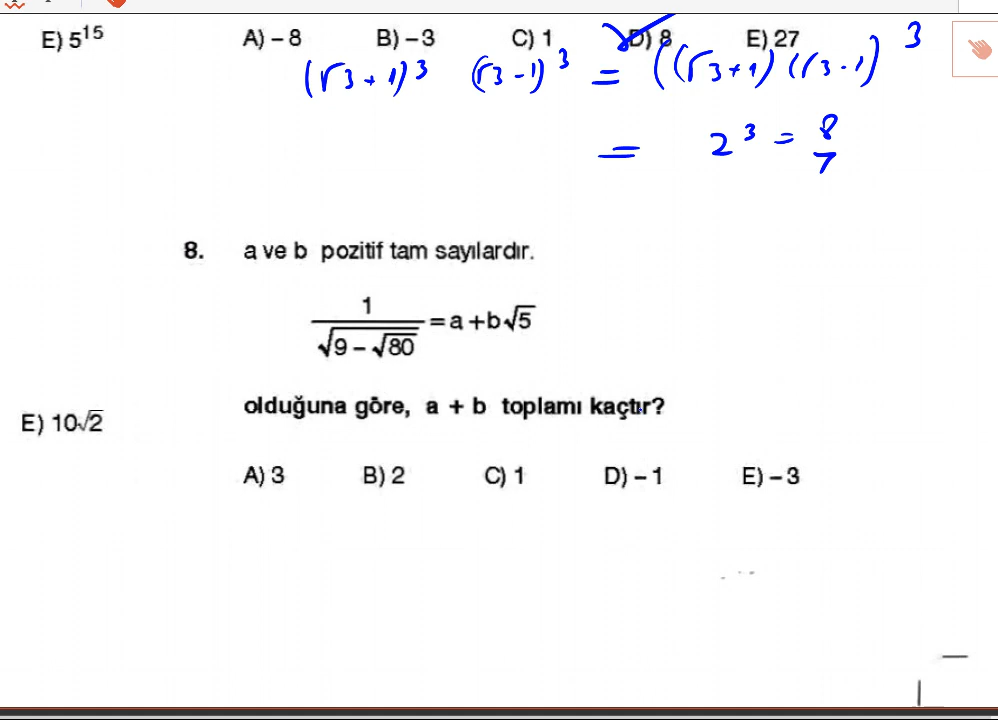 E) 5¹⁵
A) – 8 B) – 3 C) 1 D) 8 E) 27
(√3 + 1)³ (√3 - 1)³ = ((√3 + 1) (√3 - 1))³
= 2³ = 8
8. a ve b pozitif tam sayılardır.
1/√(9 – √80) = a + b√5
olduğuna göre, a + b toplamı kaçtır?
E) 10√2
A) 3 B) 2 C) 1 D) – 1 E) – 3